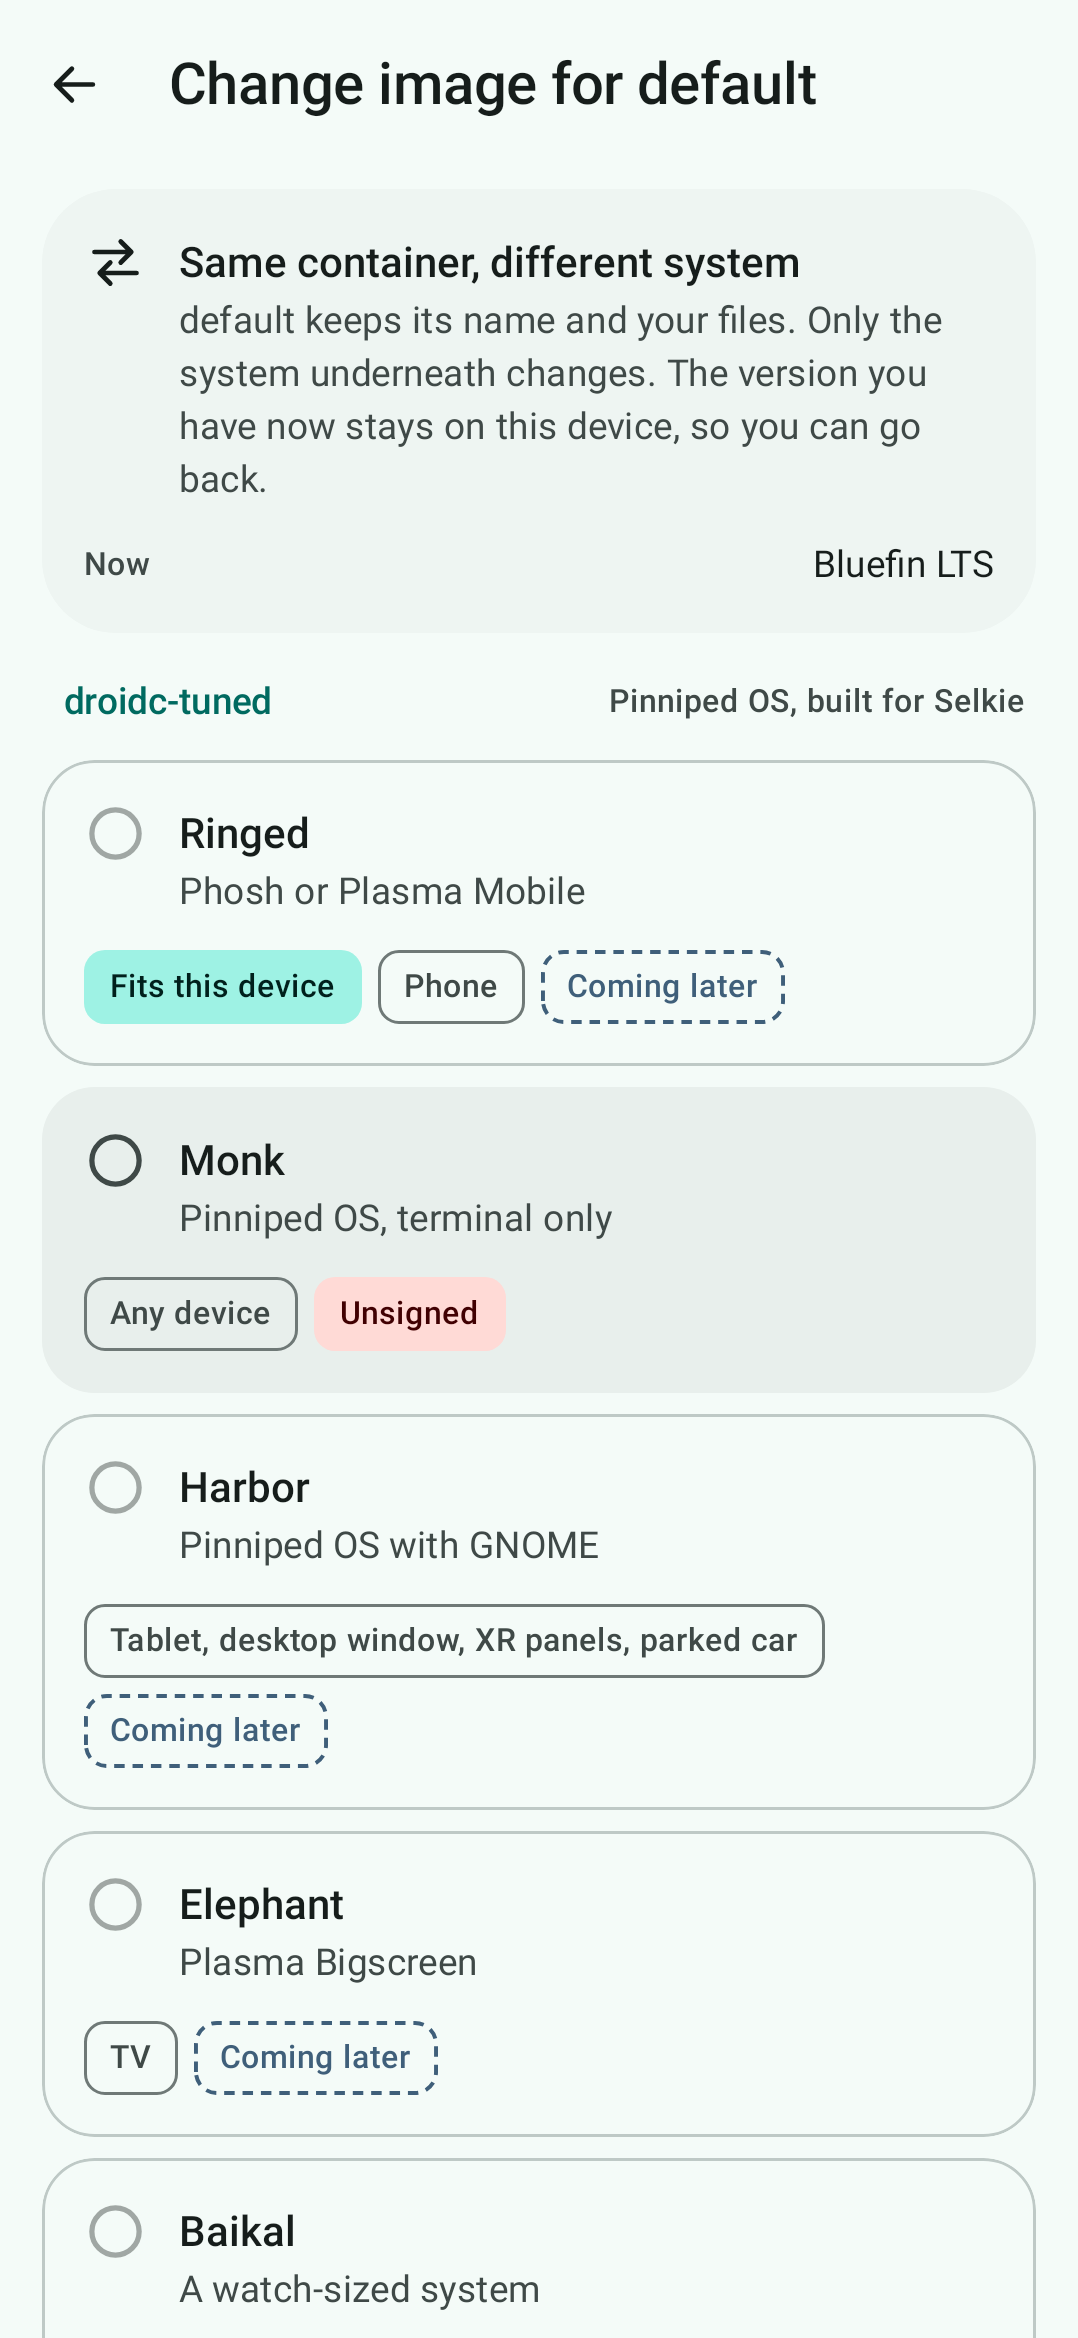 Change image for default
Same container, different system
default keeps its name and your files. Only the
system underneath changes. The version you
have now stays on this device, so you can go
back.
Now
Bluefin LTS
droidc-tuned
Pinniped OS, built for Selkie
Ringed
Phosh or Plasma Mobile
Fits this device
Phone
Coming later
Monk
Pinniped OS, terminal only
Any device
Unsigned
Harbor
Pinniped OS with GNOME
Tablet, desktop window, XR panels, parked car
Coming later
Elephant
Plasma Bigscreen
TV
Coming later
Baikal
A watch-sized system